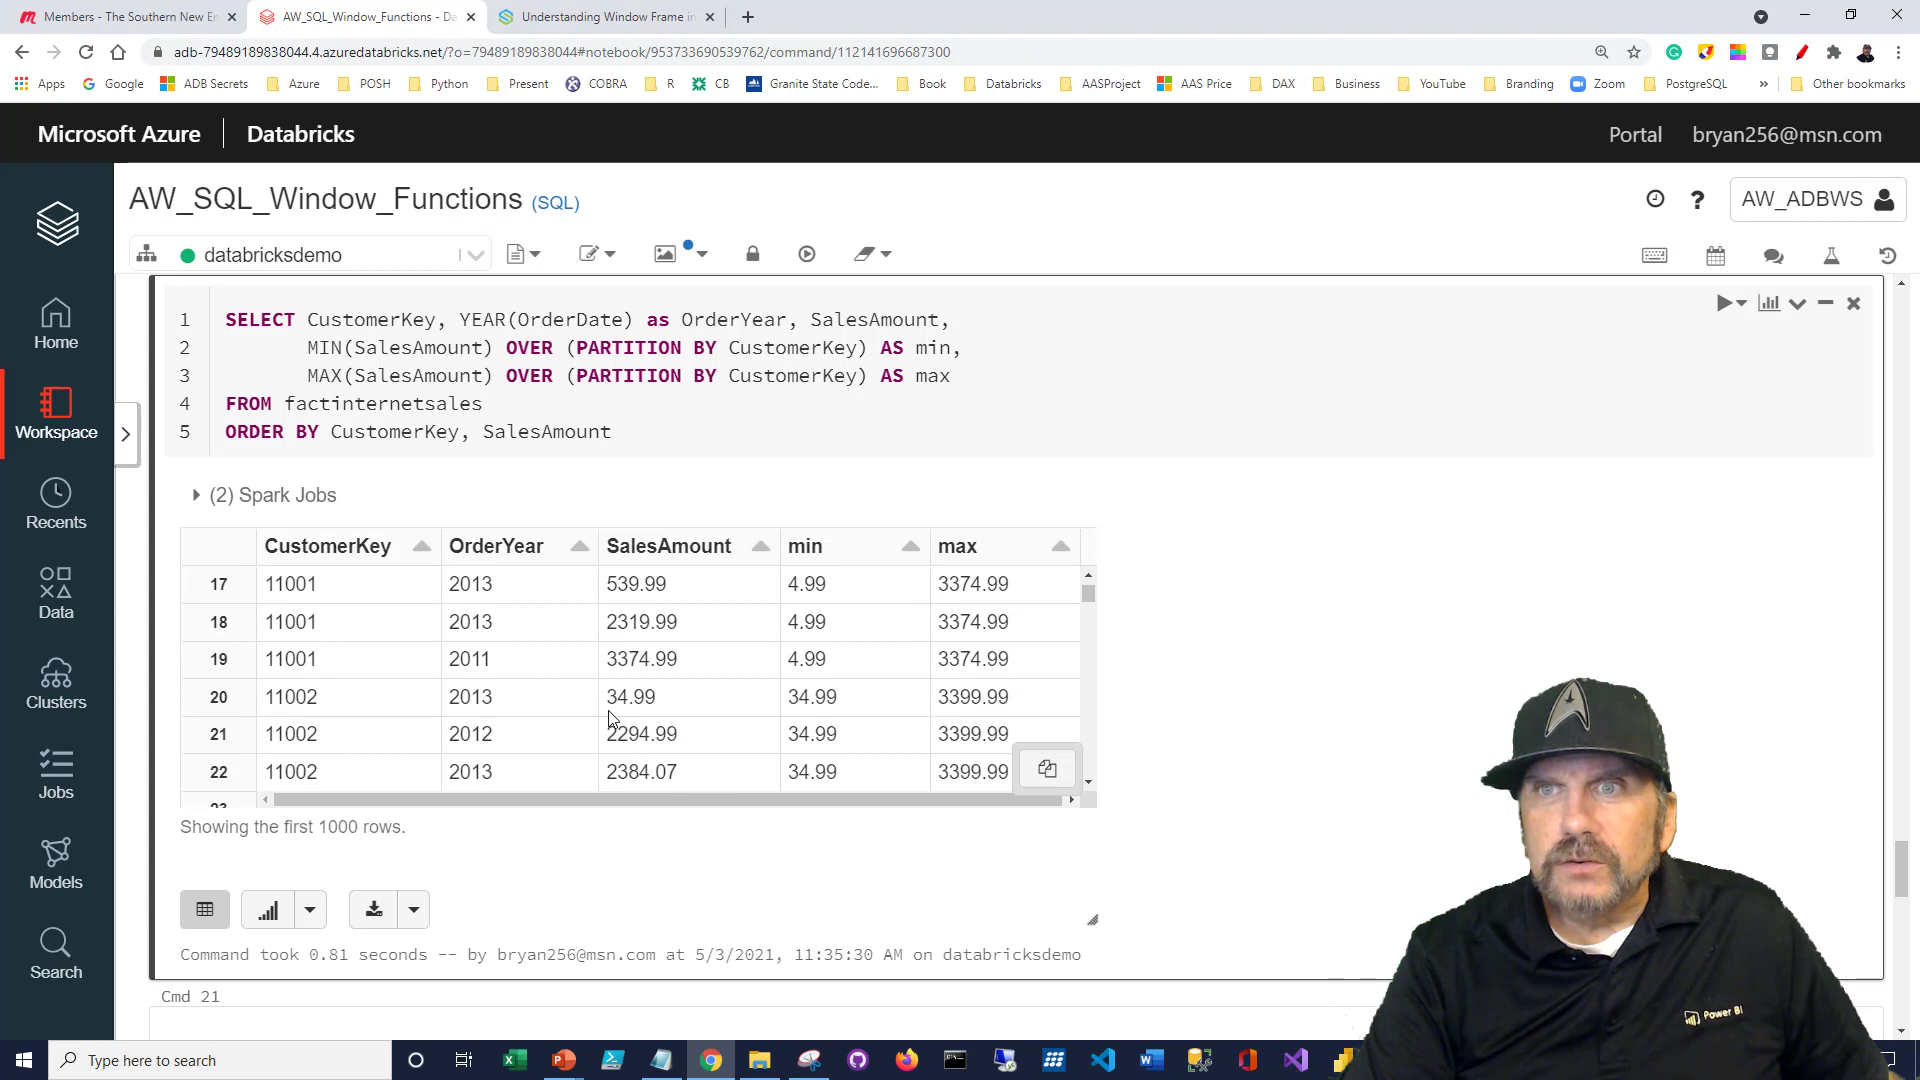 Members - The Southern New En
AW_SQL_Window_Functions - Da
Understanding Window Frame in
adb-79489189838044.4.azuredatabricks.net/?o=79489189838044#notebook/953733690539762/command/112141696687300
Apps Google ADB Secrets Azure POSH Python Present COBRA R CB Granite State Code... Book Databricks AASProject AAS Price DAX Business YouTube Branding Zoom PostgreSQL » Other bookmarks
Microsoft Azure Databricks Portal bryan256@msn.com
AW_SQL_Window_Functions (SQL) ? AW_ADBWS
databricksdemo
Home
Workspace
Recents
Data
Clusters
Jobs
Models
Search
1 SELECT CustomerKey, YEAR(OrderDate) as OrderYear, SalesAmount,
2 MIN(SalesAmount) OVER (PARTITION BY CustomerKey) AS min,
3 MAX(SalesAmount) OVER (PARTITION BY CustomerKey) AS max
4 FROM factinternetsales
5 ORDER BY CustomerKey, SalesAmount
(2) Spark Jobs
CustomerKey OrderYear SalesAmount min max
17 11001 2013 539.99 4.99 3374.99
18 11001 2013 2319.99 4.99 3374.99
19 11001 2011 3374.99 4.99 3374.99
20 11002 2013 34.99 34.99 3399.99
21 11002 2012 2294.99 34.99 3399.99
22 11002 2013 2384.07 34.99 3399.99
Showing the first 1000 rows.
Command took 0.81 seconds -- by bryan256@msn.com at 5/3/2021, 11:35:30 AM on databricksdemo
Cmd 21
Power BI
Type here to search